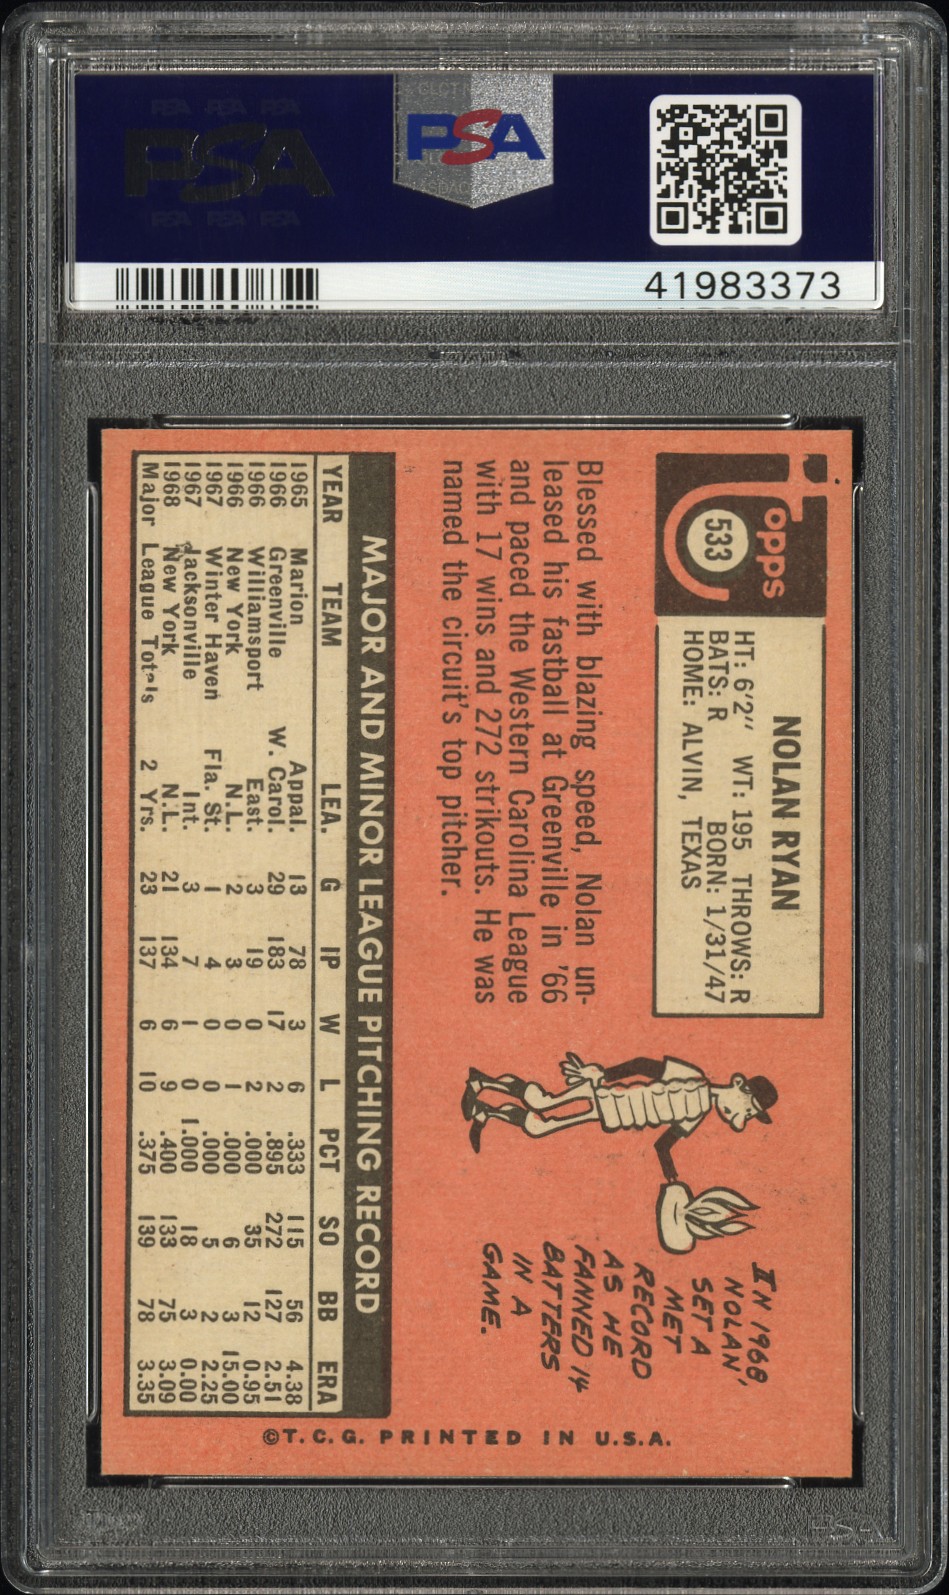 PSA PSA PSA
PSA
PSA PSA PSA
PSA
41983373
Topps
533
NOLAN RYAN
HT: 6'2" WT: 195 THROWS: R
BATS: R BORN: 1/31/47
HOME: ALVIN, TEXAS
Blessed with blazing speed, Nolan un-
leased his fastball at Greenville in '66
and paced the Western Carolina League
with 17 wins and 272 strikouts. He was
named the circuit's top pitcher.
IN 1968
NOLAN,
SET A
MET
RECORD
AS HE
FANNED 14
BATTERS
IN A
GAME.
MAJOR AND MINOR LEAGUE PITCHING RECORD
YEAR TEAM LEA. G IP W L PCT SO BB ERA
1965 Marion Appal. 13 78 3 6 .333 115 56 4.38
1966 Greenville W. Carol. 29 183 17 2 .895 272 127 2.51
1966 Williamsport East. 3 19 0 2 .000 35 12 0.95
1966 New York N.L. 2 3 0 1 .000 6 3 15.00
1967 Winter Haven Fla. St. 1 4 0 0 .000 5 2 2.25
1967 Jacksonville Int. 3 7 1 0 1.000 18 3 0.00
1968 New York N.L. 21 134 6 9 .400 133 75 3.09
Major League Totals 2 Yrs. 23 137 6 10 .375 139 78 3.35
©T.C.G. PRINTED IN U.S.A.
PSA